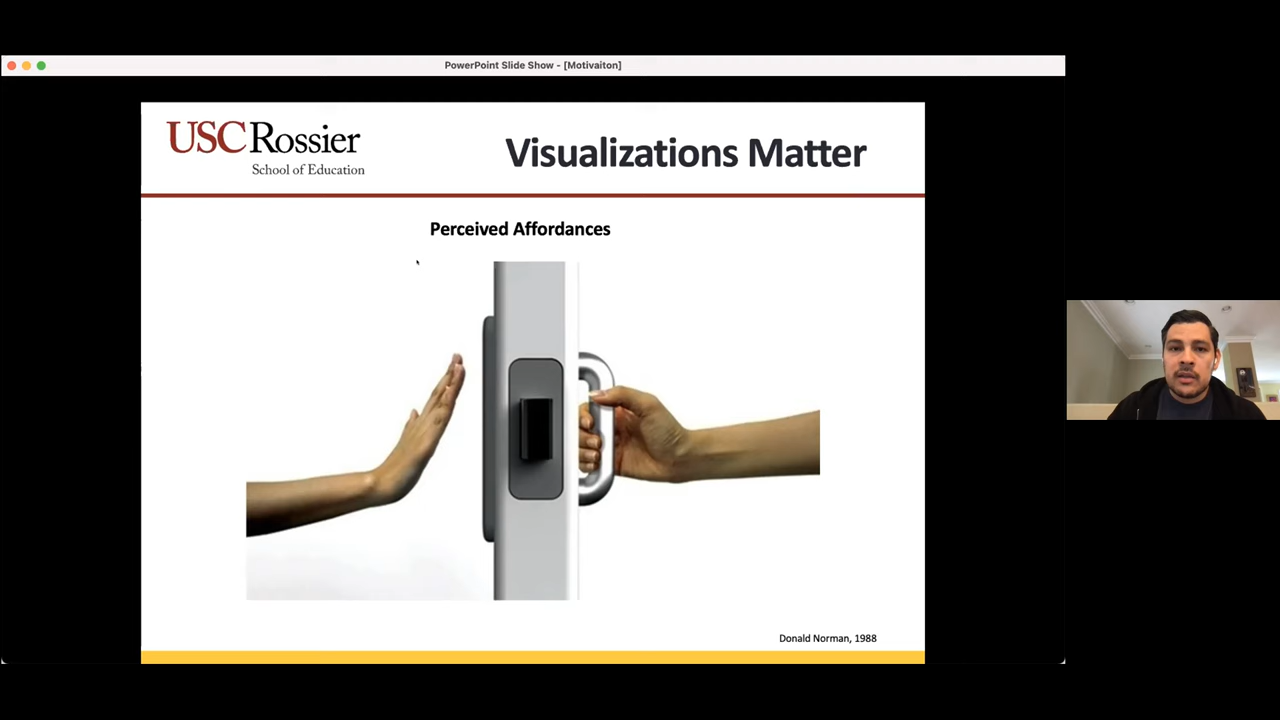 PowerPoint Slide Show - [Motivaiton]
USC Rossier
School of Education
Visualizations Matter
Perceived Affordances
Donald Norman, 1988